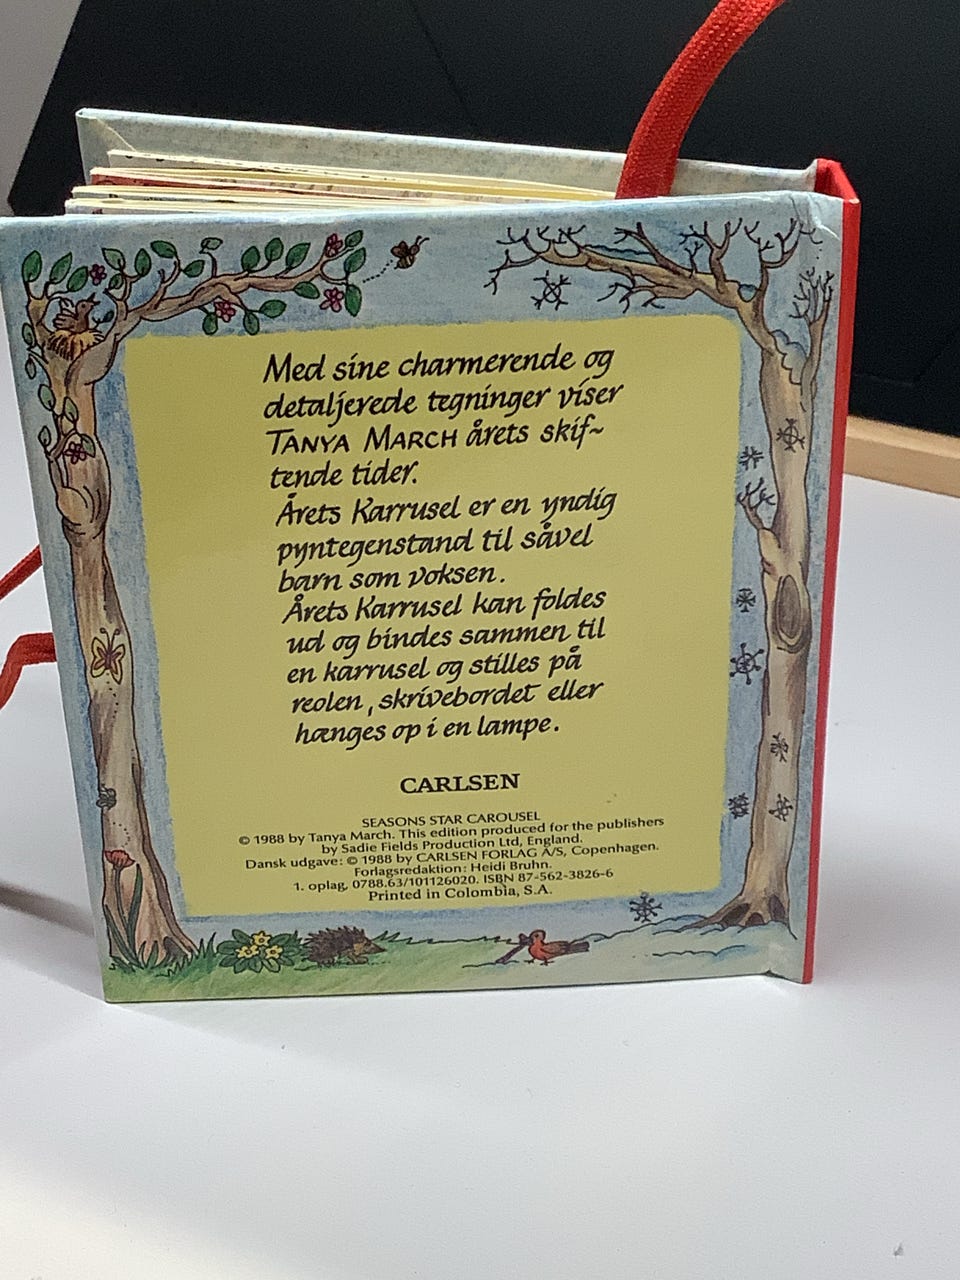 Med sine charmerende og
detaljerede tegninger viser
TANYA MARCH årets skif~
tende tider.
Årets Karrusel er en yndig
pyntegenstand til såvel
barn som voksen.
Årets Karrusel kan foldes
ud og bindes sammen til
en karrusel og stilles på
reolen, skrivebordet eller
hænges op i en lampe.
CARLSEN
SEASONS STAR CAROUSEL
© 1988 by Tanya March. This edition produced for the publishers
by Sadie Fields Production Ltd, England.
Dansk udgave: © 1988 by CARLSEN FORLAG A/S, Copenhagen.
Forlagsredaktion: Heidi Bruhn.
1. oplag, 0788.63/101126020. ISBN 87-562-3826-6
Printed in Colombia, S.A.